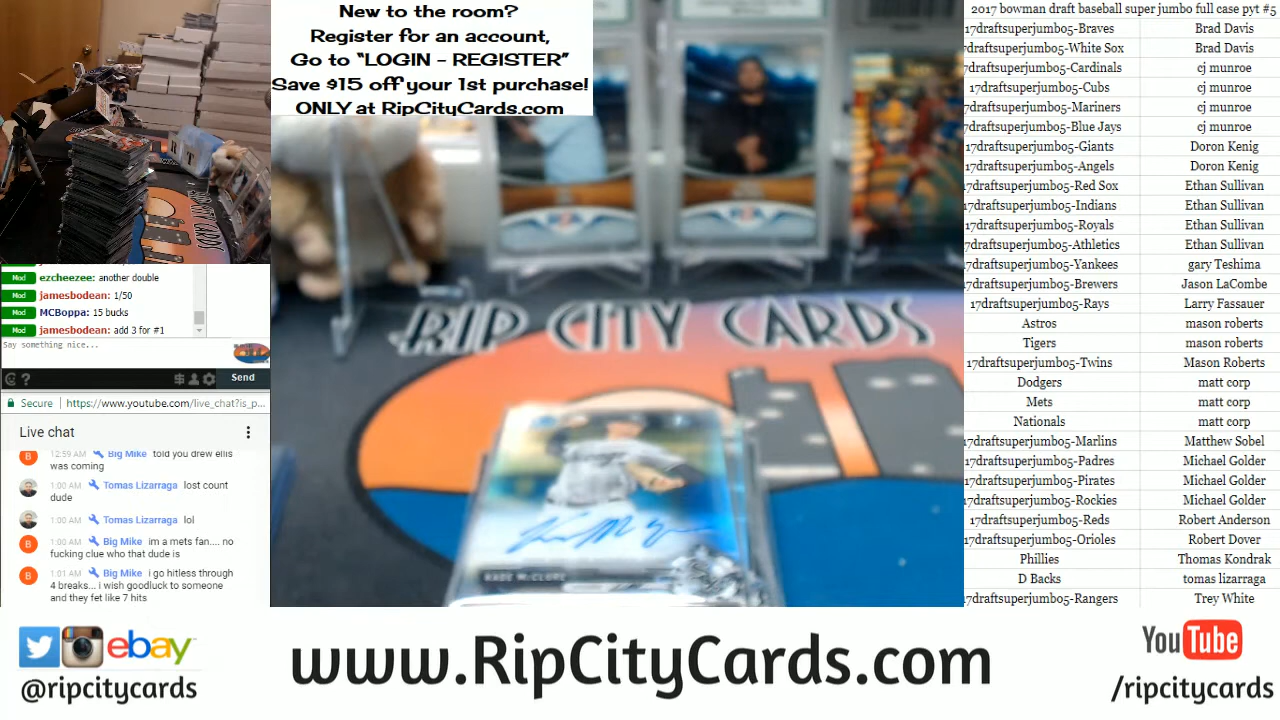 New to the room?
Register for an account,
Go to “LOGIN - REGISTER”
Save $15 off your 1st purchase!
ONLY at RipCityCards.com
2017 bowman draft baseball super jumbo full case pyt #5
17draftsuperjumbo5-Braves Brad Davis
7draftsuperjumbo5-White Sox Brad Davis
7draftsuperjumbo5-Cardinals cj munroe
17draftsuperjumbo5-Cubs cj munroe
7draftsuperjumbo5-Mariners cj munroe
7draftsuperjumbo5-Blue Jays cj munroe
17draftsuperjumbo5-Giants Doron Kenig
17draftsuperjumbo5-Angels Doron Kenig
17draftsuperjumbo5-Red Sox Ethan Sullivan
17draftsuperjumbo5-Indians Ethan Sullivan
17draftsuperjumbo5-Royals Ethan Sullivan
7draftsuperjumbo5-Athletics Ethan Sullivan
17draftsuperjumbo5-Yankees gary Teshima
17draftsuperjumbo5-Brewers Jason LaCombe
17draftsuperjumbo5-Rays Larry Fassauer
Astros mason roberts
Tigers mason roberts
17draftsuperjumbo5-Twins Mason Roberts
Dodgers matt corp
Mets matt corp
Nationals matt corp
17draftsuperjumbo5-Marlins Matthew Sobel
17draftsuperjumbo5-Padres Michael Golder
17draftsuperjumbo5-Pirates Michael Golder
17draftsuperjumbo5-Rockies Michael Golder
17draftsuperjumbo5-Reds Robert Anderson
17draftsuperjumbo5-Orioles Robert Dover
Phillies Thomas Kondrak
D Backs tomas lizarraga
17draftsuperjumbo5-Rangers Trey White
Mod ezcheezee: another double
Mod jamesbodean: 1/50
Mod MCBoppa: 15 bucks
Mod jamesbodean: add 3 for #1
Say something nice...
Send
Secure https://www.youtube.com/live_chat?is_p...
Live chat
B 12:59 AM Big Mike told you drew ellis
was coming
1:00 AM Tomas Lizarraga lost count
dude
1:00 AM Tomas Lizarraga lol
B 1:00 AM Big Mike im a mets fan.... no
fucking clue who that dude is
B 1:01 AM Big Mike i go hitless through
4 breaks... i wish goodluck to someone
and they fet like 7 hits
RIP CITY CARDS
KADE McCLURE
ebay
@ripcitycards
www.RipCityCards.com
YouTube
/ripcitycards